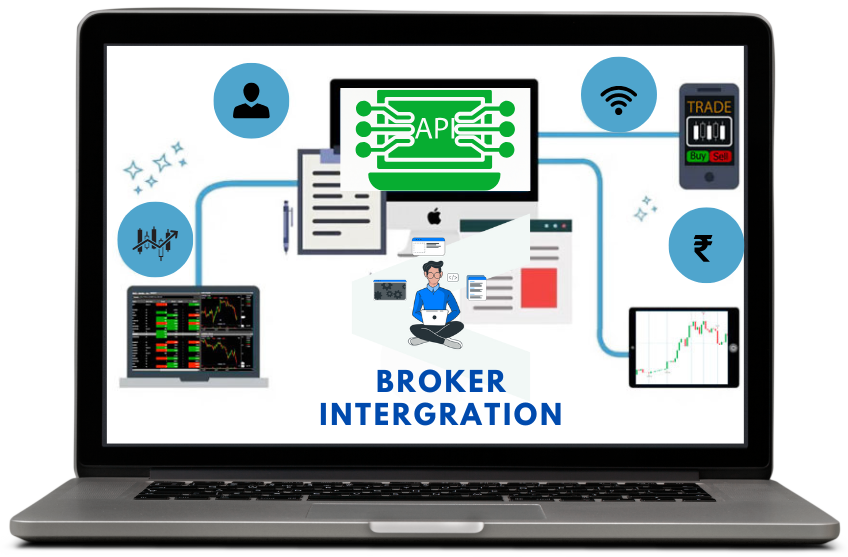 API
TRADE
Buy Sell
₹
BROKER
INTERGRATION